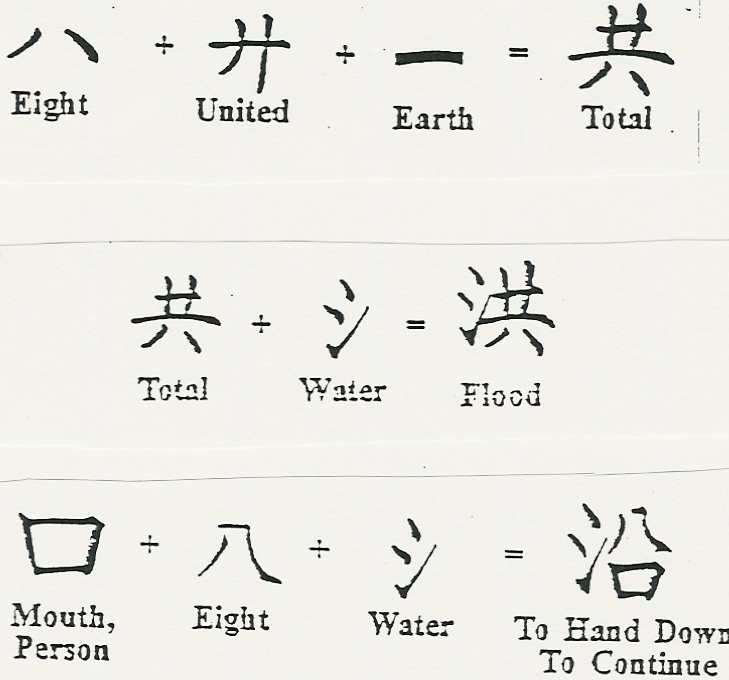 八 + 廾 + 一 = 共
Eight United Earth Total
共 + 氵 = 洪
Total Water Flood
口 + 八 + 氵 = 沿
Mouth, Person Eight Water To Hand Down To Continue